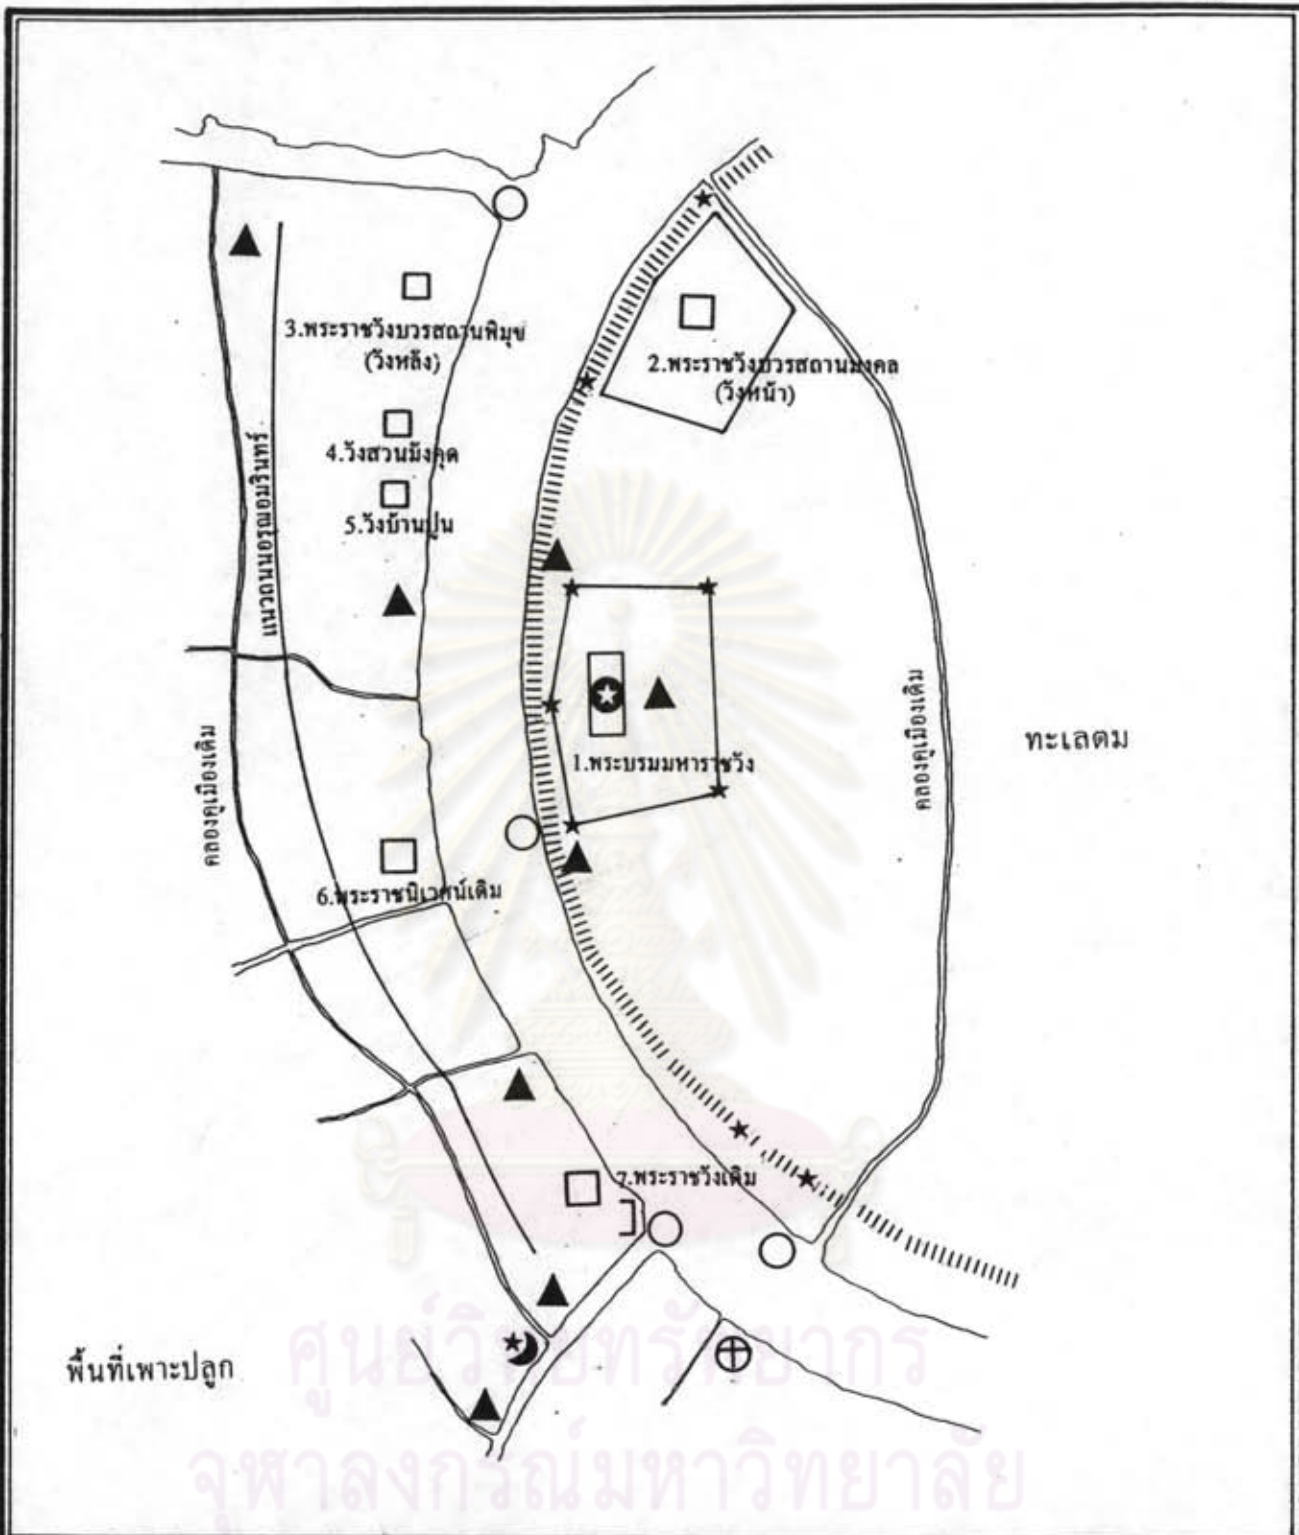 3.พระราชวังบวรสถานพิมุข
(วังหลัง)
2.พระราชวังบวรสถานมงคล
(วังหน้า)
4.วังสวนมังคุด
5.วังบ้านปูน
แนวถนนอรุณอมรินทร์
คลองคูเมืองเดิม
คลองคูเมืองเดิม
ทะเลตม
1.พระบรมมหาราชวัง
6.พระราชนิเวศน์เดิม
7.พระราชวังเดิม
พื้นที่เพาะปลูก
ศูนย์วิทยทรัพยากร
จุฬาลงกรณ์มหาวิทยาลัย